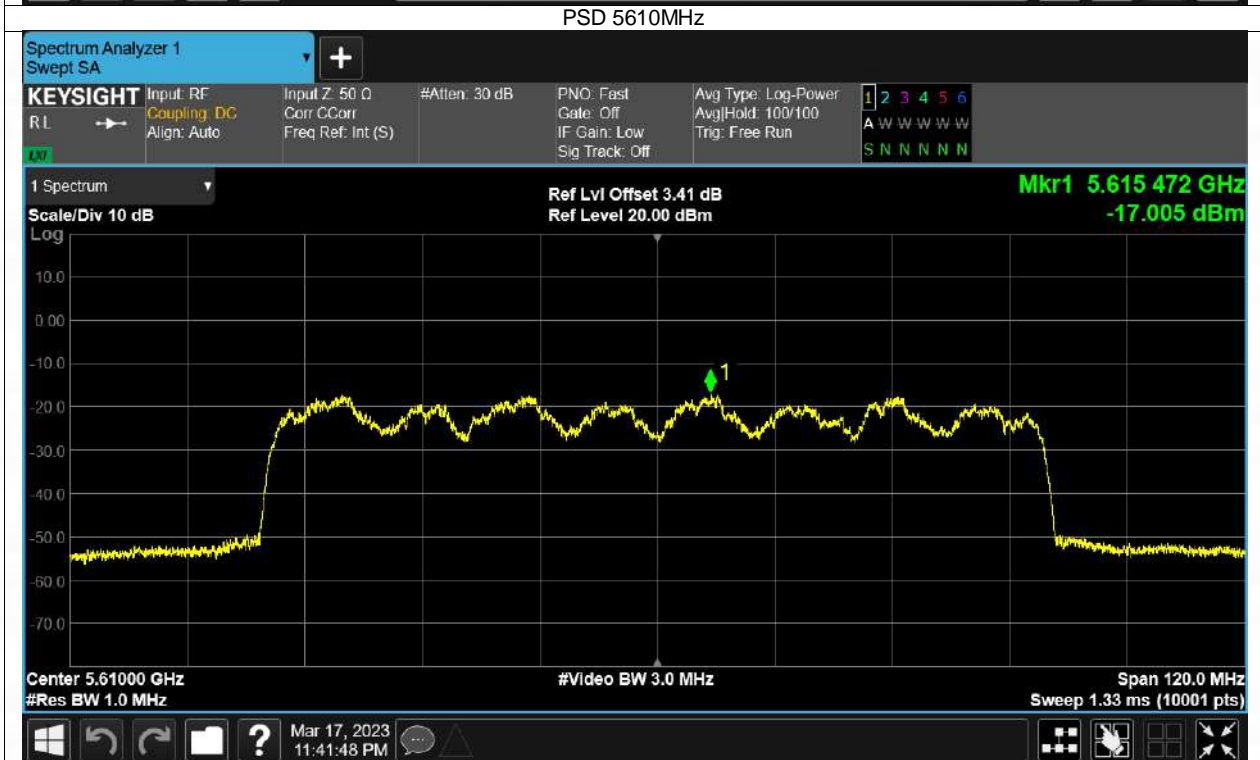 PSD 5610MHz
Spectrum Analyzer 1
Swept SA
+
KEYSIGHT
RL
LXI
Input: RF
Coupling: DC
Align: Auto
Input Z: 50 Ω
Corr CCorr
Freq Ref: Int (S)
#Atten: 30 dB
PNO: Fast
Gate: Off
IF Gain: Low
Sig Track: Off
Avg Type: Log-Power
Avg|Hold: 100/100
Trig: Free Run
1 2 3 4 5 6
A W W W W W
S N N N N N
1 Spectrum
Scale/Div 10 dB
Ref Lvl Offset 3.41 dB
Ref Level 20.00 dBm
Mkr1 5.615 472 GHz
-17.005 dBm
Log
10.0
0.00
-10.0
-20.0
-30.0
-40.0
-50.0
-60.0
-70.0
1
Center 5.61000 GHz
#Res BW 1.0 MHz
#Video BW 3.0 MHz
Span 120.0 MHz
Sweep 1.33 ms (10001 pts)
?
Mar 17, 2023
11:41:48 PM